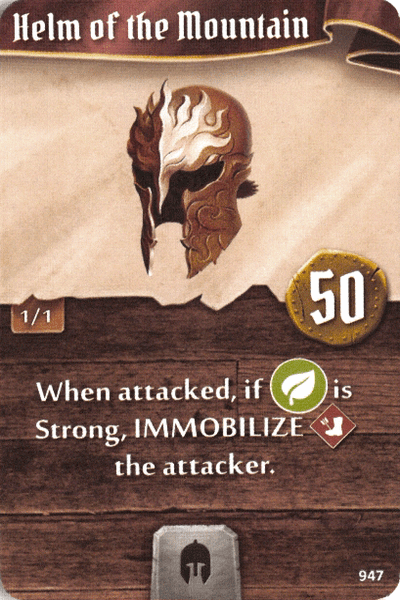 Helm of the Mountain
50
1/1
When attacked, if is
Strong, IMMOBILIZE
the attacker.
947